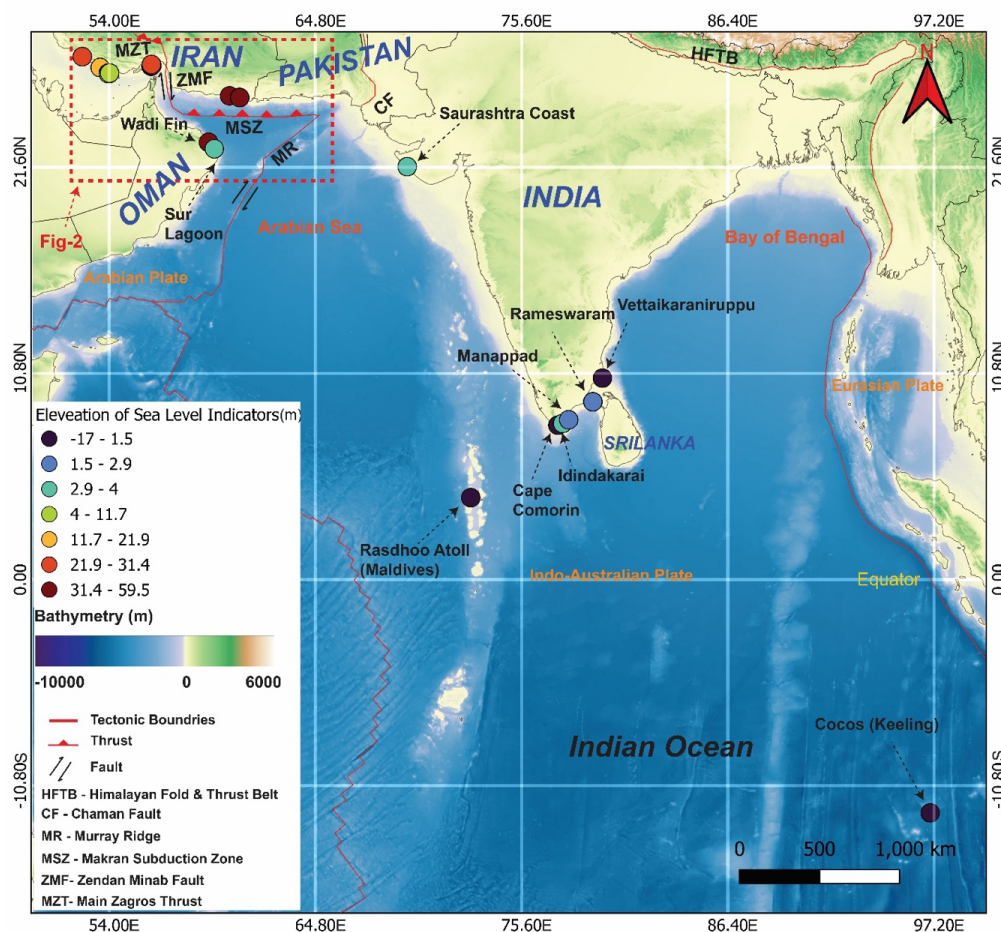 54.00E 64.80E 75.60E 86.40E 97.20E
MZT
IRAN
PAKISTAN
HFTB
N
ZMF
CF
Wadi Fin
MSZ
Saurashtra Coast
MR
21.60N
21.60N
OMAN
INDIA
Sur
Lagoon
Fig-2
Arabian Sea
Bay of Bengal
Arabian Plate
Rameswaram
Vettaikaraniruppu
Manappad
10.80N
10.80N
Eurasian Plate
Eleveation of Sea Level Indicators(m)
-17 - 1.5
1.5 - 2.9
2.9 - 4
4 - 11.7
11.7 - 21.9
21.9 - 31.4
31.4 - 59.5
SRILANKA
Idindakarai
Cape
Comorin
Rasdhoo Atoll
(Maldives)
Indo-Australian Plate
Equator
0.00
0.00
Bathymetry (m)
-10000 0 6000
Tectonic Boundries
Thrust
Fault
HFTB - Himalayan Fold & Thrust Belt
CF - Chaman Fault
MR - Murray Ridge
MSZ - Makran Subduction Zone
ZMF- Zendan Minab Fault
MZT- Main Zagros Thrust
Indian Ocean
Cocos (Keeling)
-10.80S
-10.80S
0 500 1,000 km
54.00E 64.80E 75.60E 86.40E 97.20E